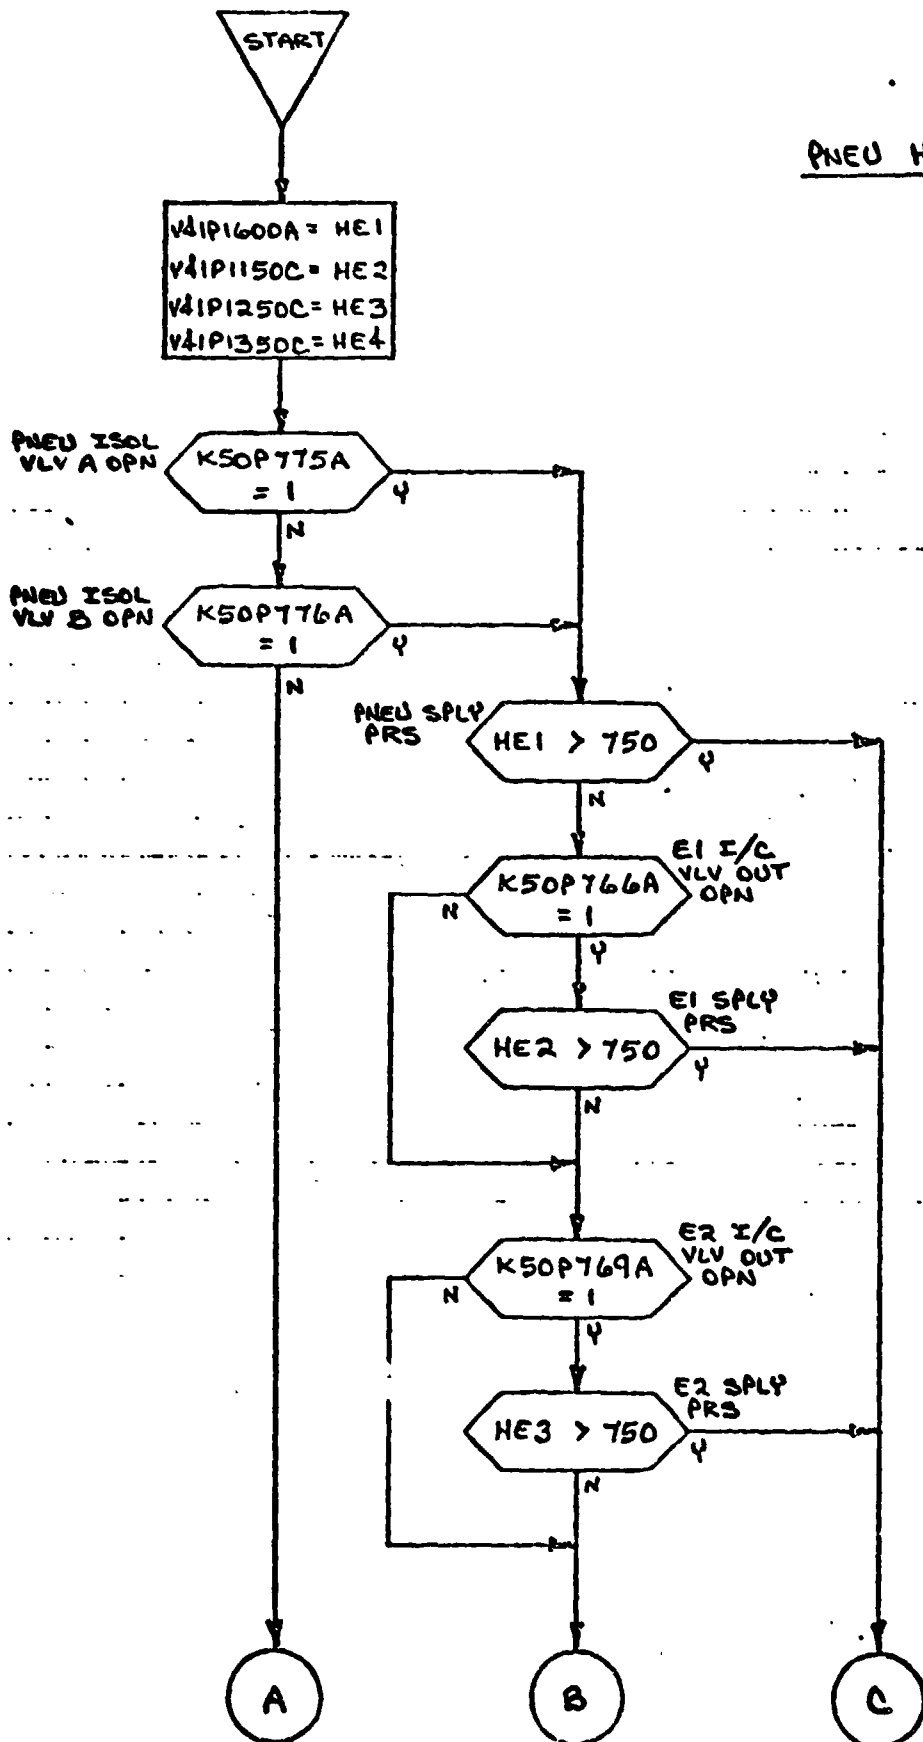 START
PNEU H
V41P1600A = HE1
V41P1150C = HE2
V41P1250C = HE3
V41P1350C = HE4
PNEU ISOL
VLV A OPN
K50P775A
= 1
Y
N
PNEU ISOL
VLV B OPN
K50P776A
= 1
Y
N
PNEU SPLY
PRS
HE1 > 750
Y
N
E1 I/C
VLV OUT
OPN
K50P766A
= 1
N
Y
E1 SPLY
PRS
HE2 > 750
Y
N
E2 I/C
VLV OUT
OPN
K50P769A
= 1
N
Y
E2 SPLY
PRS
HE3 > 750
Y
N
A
B
C